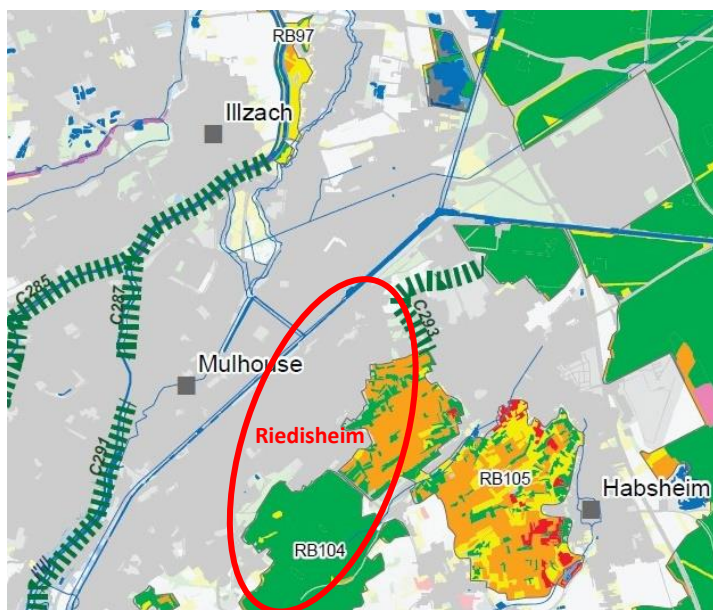 RB97
Illzach
C285
C287
C293
Mulhouse
C291
Riedisheim
RB105
Habsheim
RB104